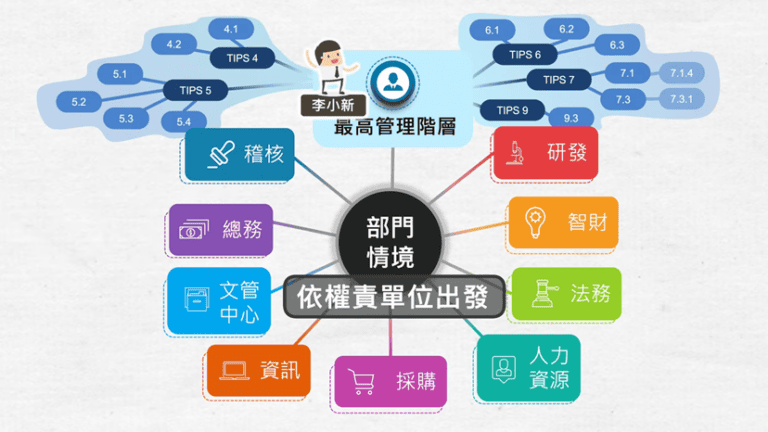 4.1
4.2
TIPS 4
5.1
5.2
TIPS 5
5.3
5.4
李小新
最高管理階層
6.1
6.2
TIPS 6
6.3
TIPS 7
7.1
7.1.4
7.3
7.3.1
TIPS 9
9.3
稽核
研發
總務
智財
部門
情境
依權責單位出發
文管
中心
法務
資訊
採購
人力
資源